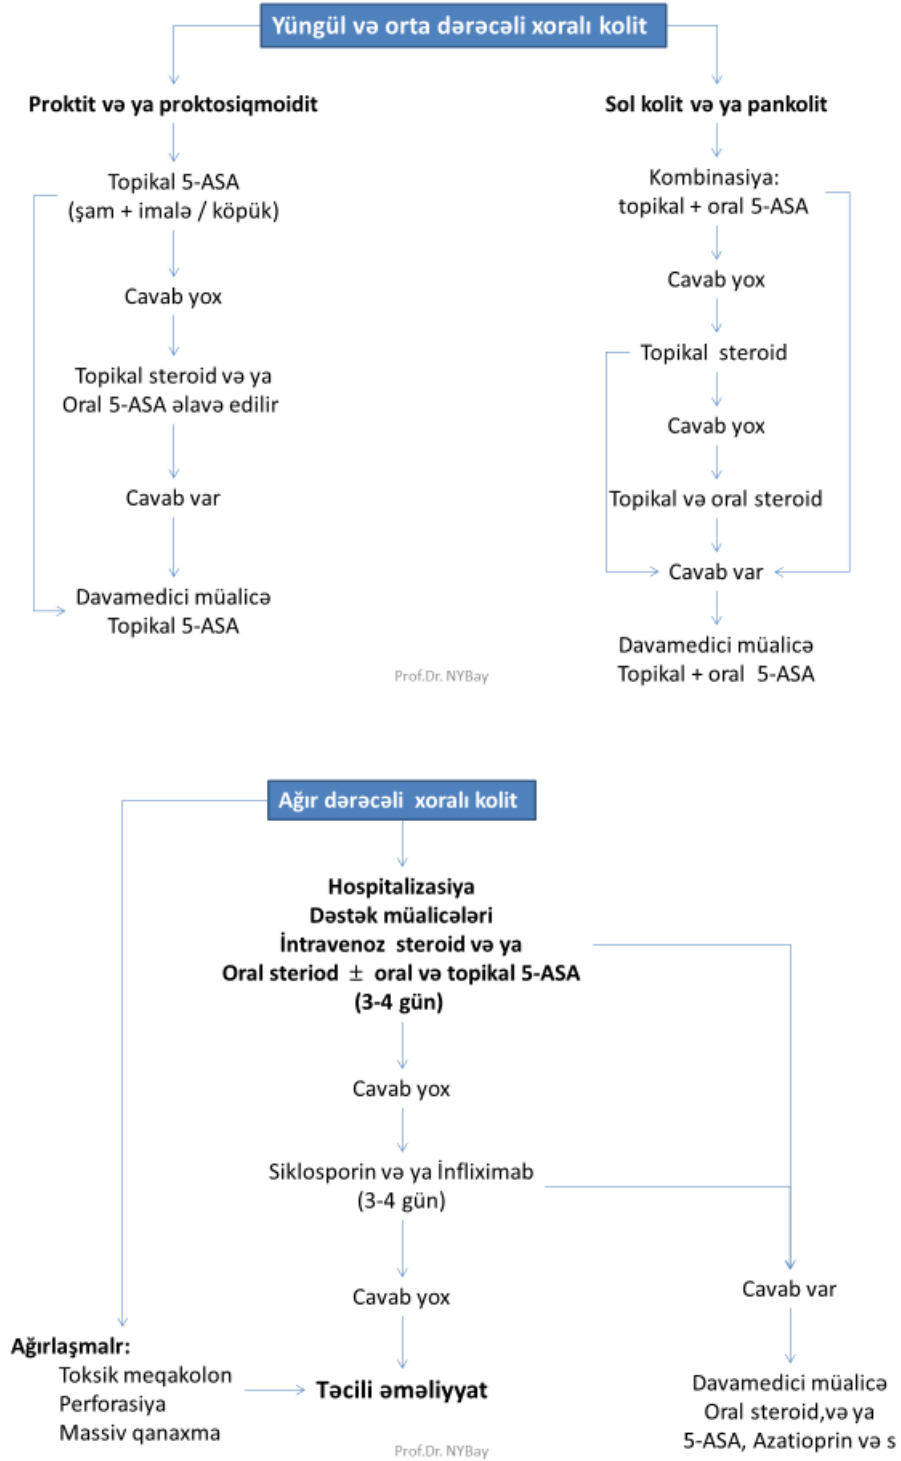 Yüngül və orta dərəcəli xoralı kolit
Proktit və ya proktosiqmoidit
Topikal 5-ASA
(şam + imalə / köpük)
Cavab yox
Topikal steroid və ya
Oral 5-ASA əlavə edilir
Cavab var
Davamedici müalicə
Topikal 5-ASA
Sol kolit və ya pankolit
Kombinasiya:
topikal + oral 5-ASA
Cavab yox
Topikal steroid
Cavab yox
Topikal və oral steroid
Cavab var
Davamedici müalicə
Topikal + oral 5-ASA
Prof.Dr. NYBay
Ağır dərəcəli xoralı kolit
Hospitalizasiya
Dəstək müalicələri
İntravenoz steroid və ya
Oral steriod ± oral və topikal 5-ASA
(3-4 gün)
Cavab yox
Siklosporin və ya İnfliximab
(3-4 gün)
Cavab yox
Təcili əməliyyat
Ağırlaşmalr:
Toksik meqakolon
Perforasiya
Massiv qanaxma
Cavab var
Davamedici müalicə
Oral steroid,və ya
5-ASA, Azatioprin və s
Prof.Dr. NYBay